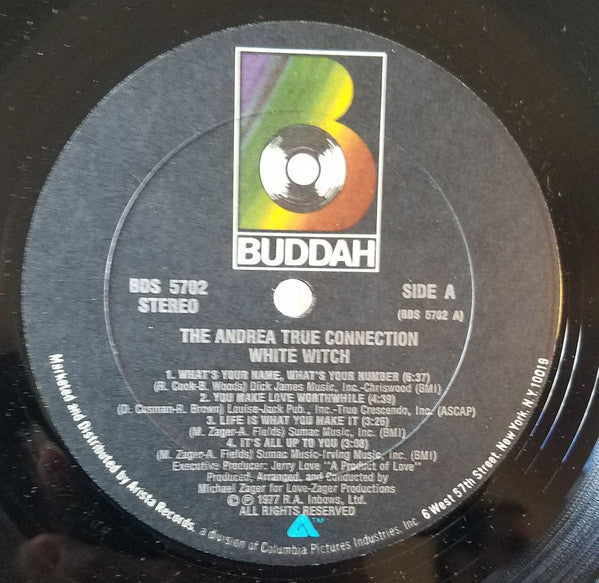 B
BUDDAH
BDS 5702
STEREO
SIDE A
(BDS 5702 A)
THE ANDREA TRUE CONNECTION
WHITE WITCH
1. WHAT'S YOUR NAME, WHAT'S YOUR NUMBER (6:37)
(R. Cook-B. Woods) Dick James Music, Inc.-Chriswood (BMI)
2. YOU MAKE LOVE WORTHWHILE (4:39)
(D. Cusman-R. Brown) Louise-Jack Pub., Inc.-True Crescendo, Inc. (ASCAP)
3. LIFE IS WHAT YOU MAKE IT (3:26)
(M. Zager-A. Fields) Sumac Music, Inc. (BMI)
4. IT'S ALL UP TO YOU (3:08)
(M. Zager-A. Fields) Sumac Music-Irving Music, Inc. (BMI)
Executive Producer: Jerry Love "A Product of Love"
Produced, Arranged, and Conducted by
Michael Zager for Love-Zager Productions
© ℗ 1977 R.A. Inbows, Ltd.
ALL RIGHTS RESERVED
Marketed and Distributed by Arista Records, a division of Columbia Pictures Industries, Inc. 6 West 57th Street, New York, N.Y. 10019